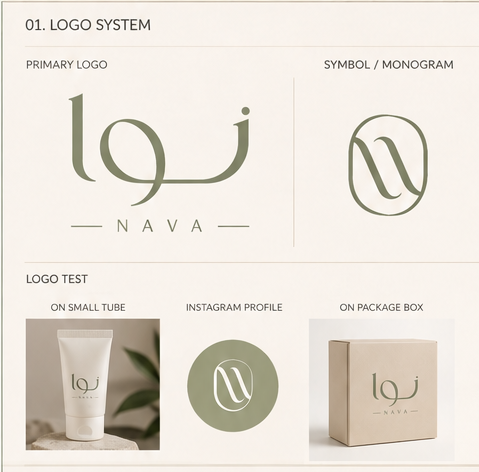 01. LOGO SYSTEM
PRIMARY LOGO
SYMBOL / MONOGRAM
نوا
NAVA
LOGO TEST
ON SMALL TUBE
INSTAGRAM PROFILE
ON PACKAGE BOX
نوا
NAVA
نوا
NAVA